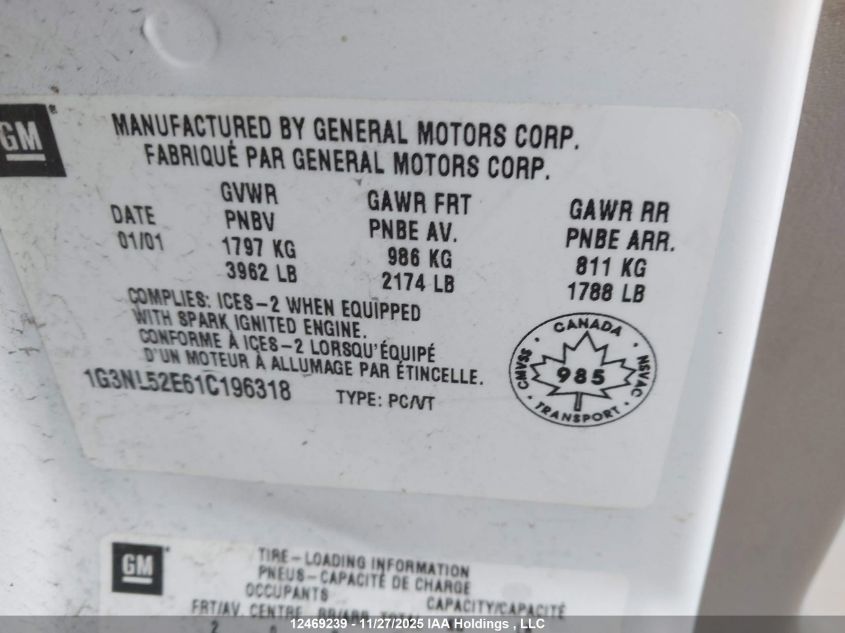 GM
MANUFACTURED BY GENERAL MOTORS CORP.
FABRIQUÉ PAR GENERAL MOTORS CORP.
DATE GVWR GAWR FRT GAWR RR
01/01 PNBV PNBE AV. PNBE ARR.
1797 KG 986 KG 811 KG
3962 LB 2174 LB 1788 LB
COMPLIES: ICES-2 WHEN EQUIPPED
WITH SPARK IGNITED ENGINE.
CONFORME À ICES-2 LORSQU'ÉQUIPÉ
D'UN MOTEUR À ALLUMAGE PAR ÉTINCELLE.
1G3NL52E61C196318 TYPE: PC/VT
CANADA
CMVSS 985 NSVAC
TRANSPORT
GM
TIRE-LOADING INFORMATION
PNEUS-CAPACITÉ DE CHARGE
OCCUPANTS CAPACITY/CAPACITÉ
FRT/AV. CENTRE RR/ARR. TOTAL
2
12469239 - 11/27/2025 IAA Holdings , LLC